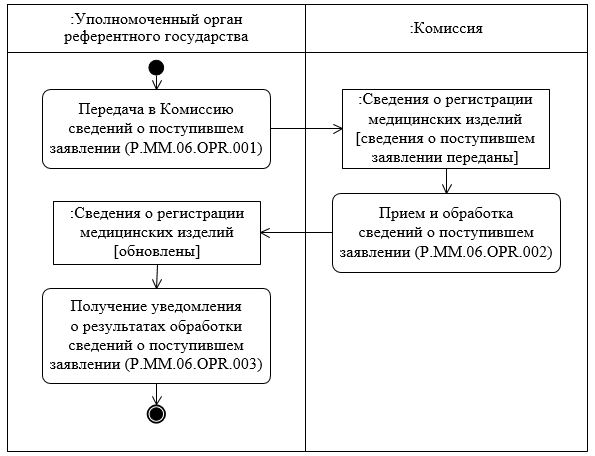 :Уполномоченный орган
референтного государства
:Комиссия
Передача в Комиссию
сведений о поступившем
заявлении (P.MM.06.OPR.001)
:Сведения о регистрации
медицинских изделий
[сведения о поступившем
заявлении переданы]
Прием и обработка
сведений о поступившем
заявлении (P.MM.06.OPR.002)
:Сведения о регистрации
медицинских изделий
[обновлены]
Получение уведомления
о результатах обработки
сведений о поступившем
заявлении (P.MM.06.OPR.003)